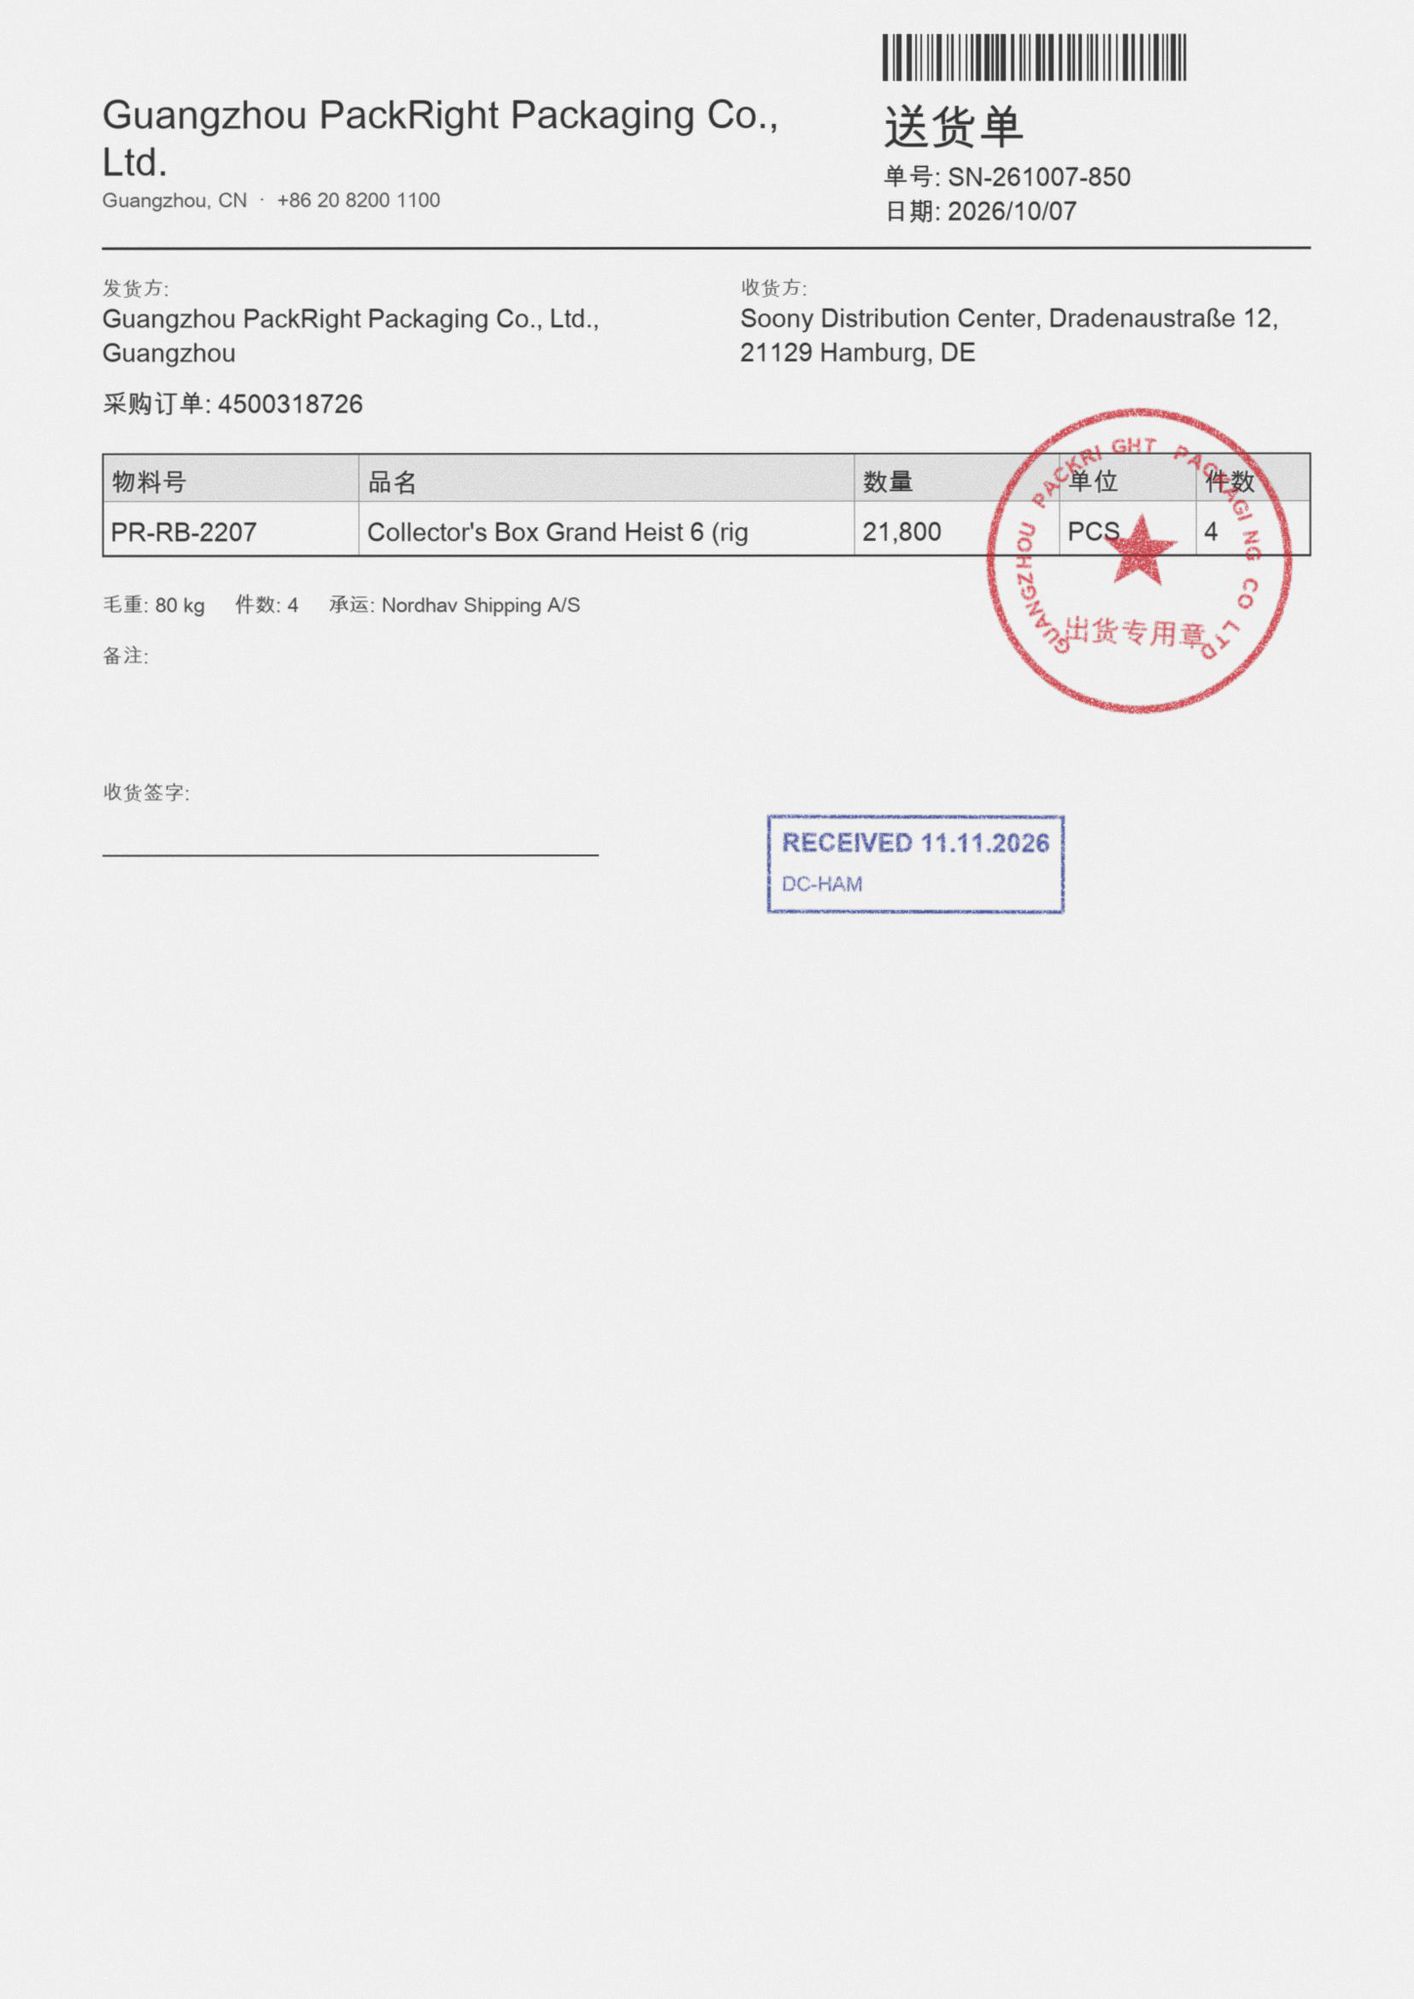 Guangzhou PackRight Packaging Co.,
Ltd.
Guangzhou, CN · +86 20 8200 1100
送货单
单号: SN-261007-850
日期: 2026/10/07
发货方:
Guangzhou PackRight Packaging Co., Ltd.,
Guangzhou
收货方:
Soony Distribution Center, Dradenaustraße 12,
21129 Hamburg, DE
采购订单: 4500318726
物料号 品名 数量 单位 件数
PR-RB-2207 Collector's Box Grand Heist 6 (rig 21,800 PCS 4
GUANGZHOU PACKRIGHT PACKAGING CO LTD
出货专用章
毛重: 80 kg 件数: 4 承运: Nordhav Shipping A/S
备注:
收货签字:
RECEIVED 11.11.2026
DC-HAM